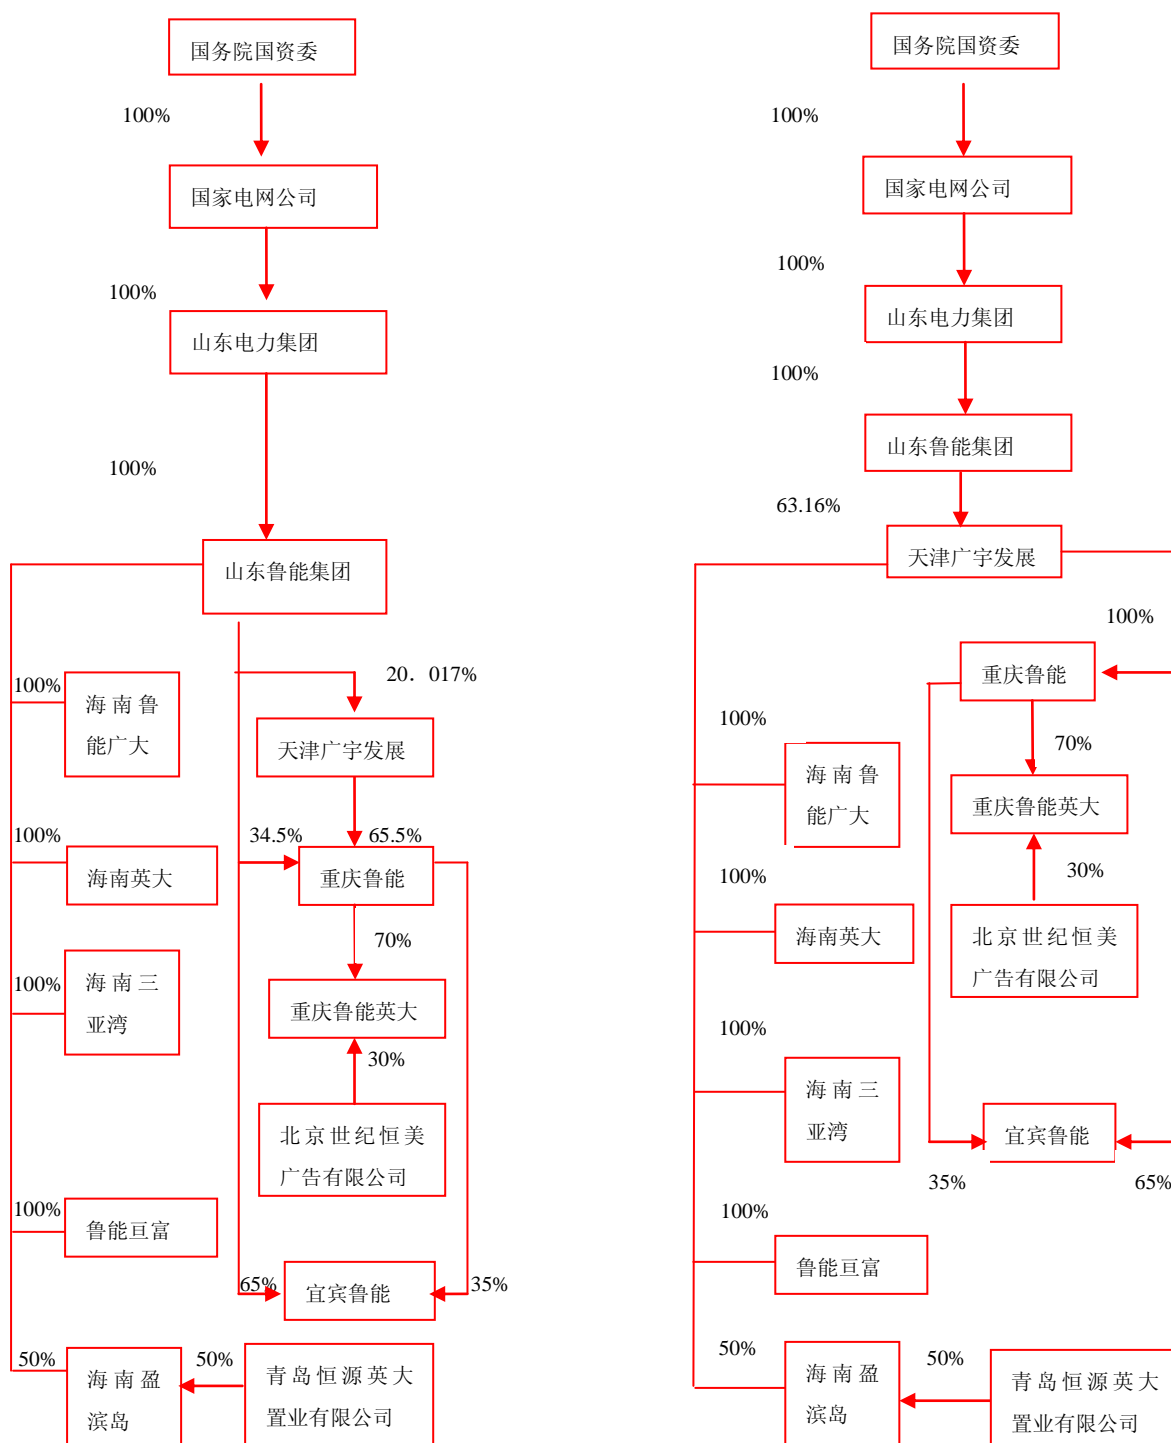 国务院国资委
100%
国家电网公司
100%
山东电力集团
100%
山东鲁能集团
20．017%
100%
海南鲁
能广大
天津广宇发展
100%
34.5%
65.5%
海南英大
重庆鲁能
70%
100%
海南三
亚湾
重庆鲁能英大
30%
北京世纪恒美
广告有限公司
100%
鲁能亘富
65%
宜宾鲁能
35%
50%
海南盈
滨岛
50%
青岛恒源英大
置业有限公司
国务院国资委
100%
国家电网公司
100%
山东电力集团
100%
山东鲁能集团
63.16%
天津广宇发展
100%
重庆鲁能
100%
海南鲁
能广大
70%
重庆鲁能英大
30%
100%
海南英大
北京世纪恒美
广告有限公司
100%
海南三
亚湾
宜宾鲁能
35%
65%
100%
鲁能亘富
50%
海南盈
滨岛
50%
青岛恒源英大
置业有限公司